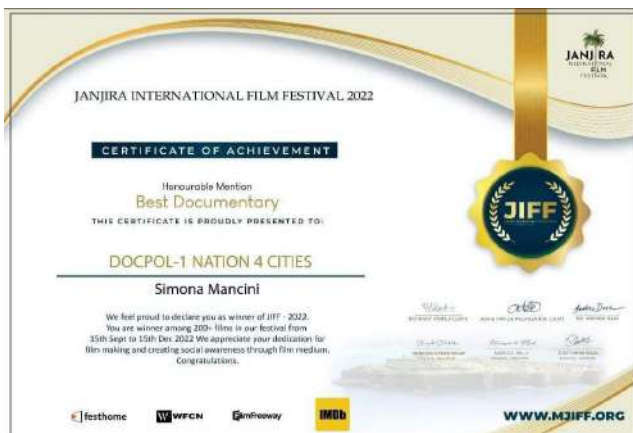 JANJIRA
INTERNATIONAL
FILM
FESTIVAL
JANJIRA INTERNATIONAL FILM FESTIVAL 2022
CERTIFICATE OF ACHIEVEMENT
Honourable Mention
Best Documentary
THIS CERTIFICATE IS PROUDLY PRESENTED TO:
JIFF
DOCPOL-1 NATION 4 CITIES
Simona Mancini
We feel proud to declare you as winner of JIFF - 2022.
You are winner among 200+ films in our festival from
15th Sept to 15th Dec 2022 We appreciate your dedication for
film making and creating social awareness through film medium.
Congratulations.
festhome
W WFCN
FilmFreeway
IMDb
WWW.MJIFF.ORG